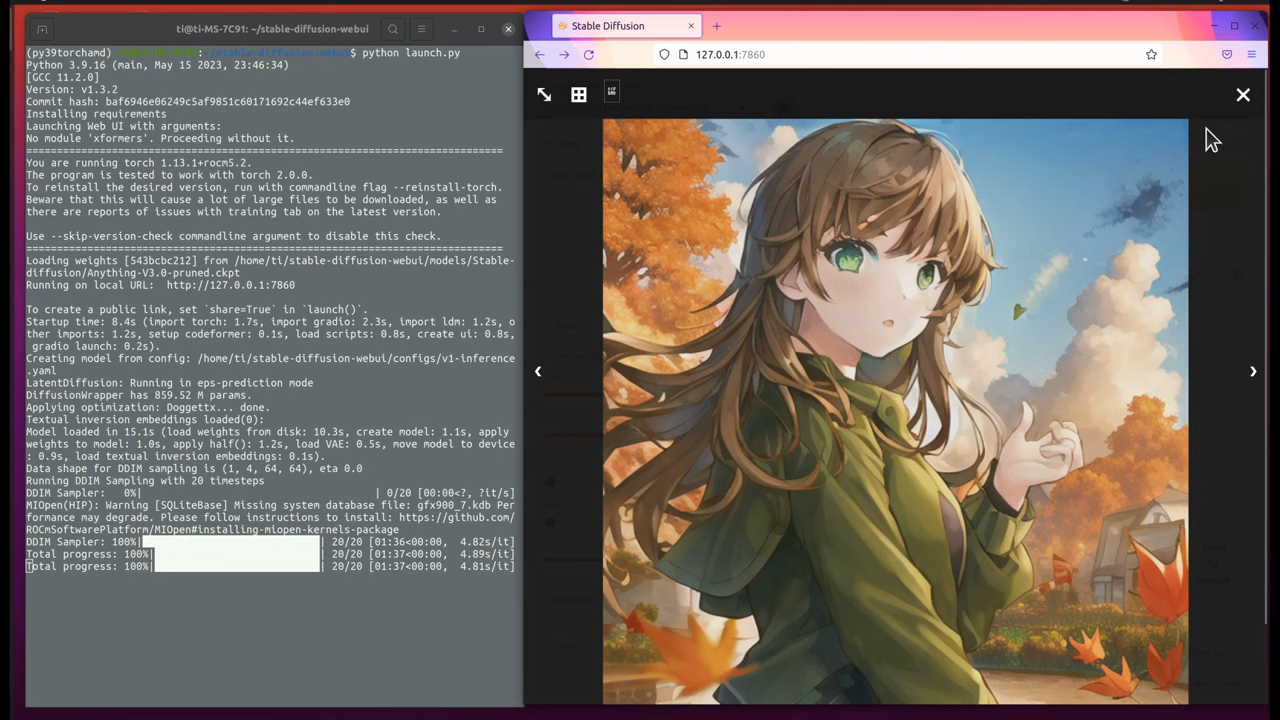 ti@ti-MS-7C91: ~/stable-diffusion-webui
(py39torchand) ti@ti-MS-7C91:~/stable-diffusion-webui$ python launch.py
Python 3.9.16 (main, May 15 2023, 23:46:34)
[GCC 11.2.0]
Version: v1.3.2
Commit hash: baf6946e06249c5af9851c60171692c44ef633e0
Installing requirements
Launching Web UI with arguments:
No module 'xformers'. Proceeding without it.
==============================================================================
You are running torch 1.13.1+rocm5.2.
The program is tested to work with torch 2.0.0.
To reinstall the desired version, run with commandline flag --reinstall-torch.
Beware that this will cause a lot of large files to be downloaded, as well as
there are reports of issues with training tab on the latest version.
Use --skip-version-check commandline argument to disable this check.
==============================================================================
Loading weights [543bcbc212] from /home/ti/stable-diffusion-webui/models/Stable-
diffusion/Anything-V3.0-pruned.ckpt
Running on local URL:  http://127.0.0.1:7860
To create a public link, set `share=True` in `launch()`.
Startup time: 8.4s (import torch: 1.7s, import gradio: 2.3s, import ldm: 1.2s, o
ther imports: 1.2s, setup codeformer: 0.1s, load scripts: 0.8s, create ui: 0.8s,
 gradio launch: 0.2s).
Creating model from config: /home/ti/stable-diffusion-webui/configs/v1-inference
.yaml
LatentDiffusion: Running in eps-prediction mode
DiffusionWrapper has 859.52 M params.
Applying optimization: Doggettx... done.
Textual inversion embeddings loaded(0):
Model loaded in 15.1s (load weights from disk: 10.3s, create model: 1.1s, apply
weights to model: 1.0s, apply half(): 1.2s, load VAE: 0.5s, move model to device
: 0.9s, load textual inversion embeddings: 0.1s).
Data shape for DDIM sampling is (1, 4, 64, 64), eta 0.0
Running DDIM Sampling with 20 timesteps
DDIM Sampler:   0%|                                      | 0/20 [00:00<?, ?it/s]
MIOpen(HIP): Warning [SQLiteBase] Missing system database file: gfx900_7.kdb Per
formance may degrade. Please follow instructions to install: https://github.com/
ROCmSoftwarePlatform/MIOpen#installing-miopen-kernels-package
DDIM Sampler: 100%| | 20/20 [01:36<00:00,  4.82s/it]
Total progress: 100%| | 20/20 [01:37<00:00,  4.89s/it]
Total progress: 100%| | 20/20 [01:37<00:00,  4.81s/it]
Stable Diffusion
127.0.0.1:7860